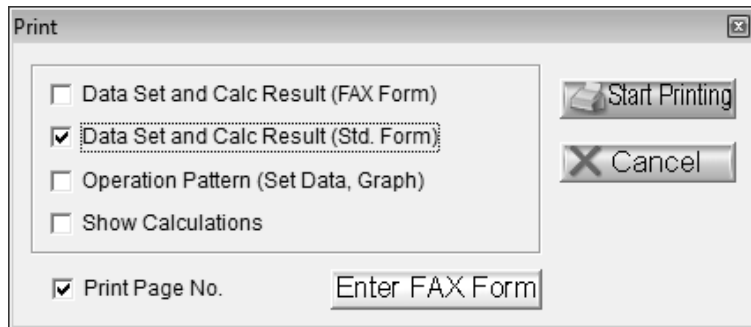 Print
Data Set and Calc Result (FAX Form)
Data Set and Calc Result (Std. Form)
Operation Pattern (Set Data, Graph)
Show Calculations
Print Page No.
Enter FAX Form
Start Printing
Cancel